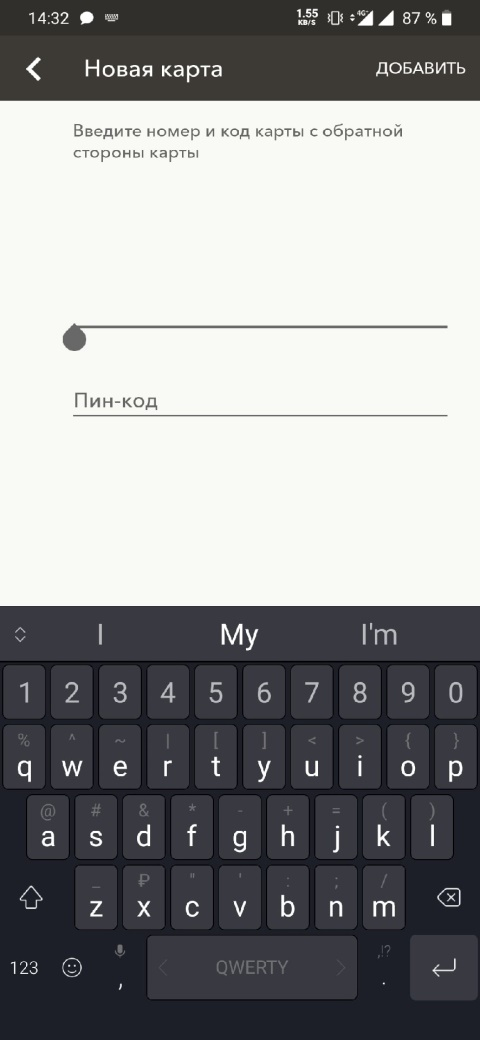 14:32 1.55 KB/S 4G+ 87 %
Новая карта ДОБАВИТЬ
Введите номер и код карты с обратной
стороны карты
Пин-код
I My I'm
1 2 3 4 5 6 7 8 9 0
% ^ ~ | [ ] < > { }
q w e r t y u i o p
@ # & * - + = ( )
a s d f g h j k l
_ ₽ " ' : ; /
z x c v b n m
,!?
123 , QWERTY .